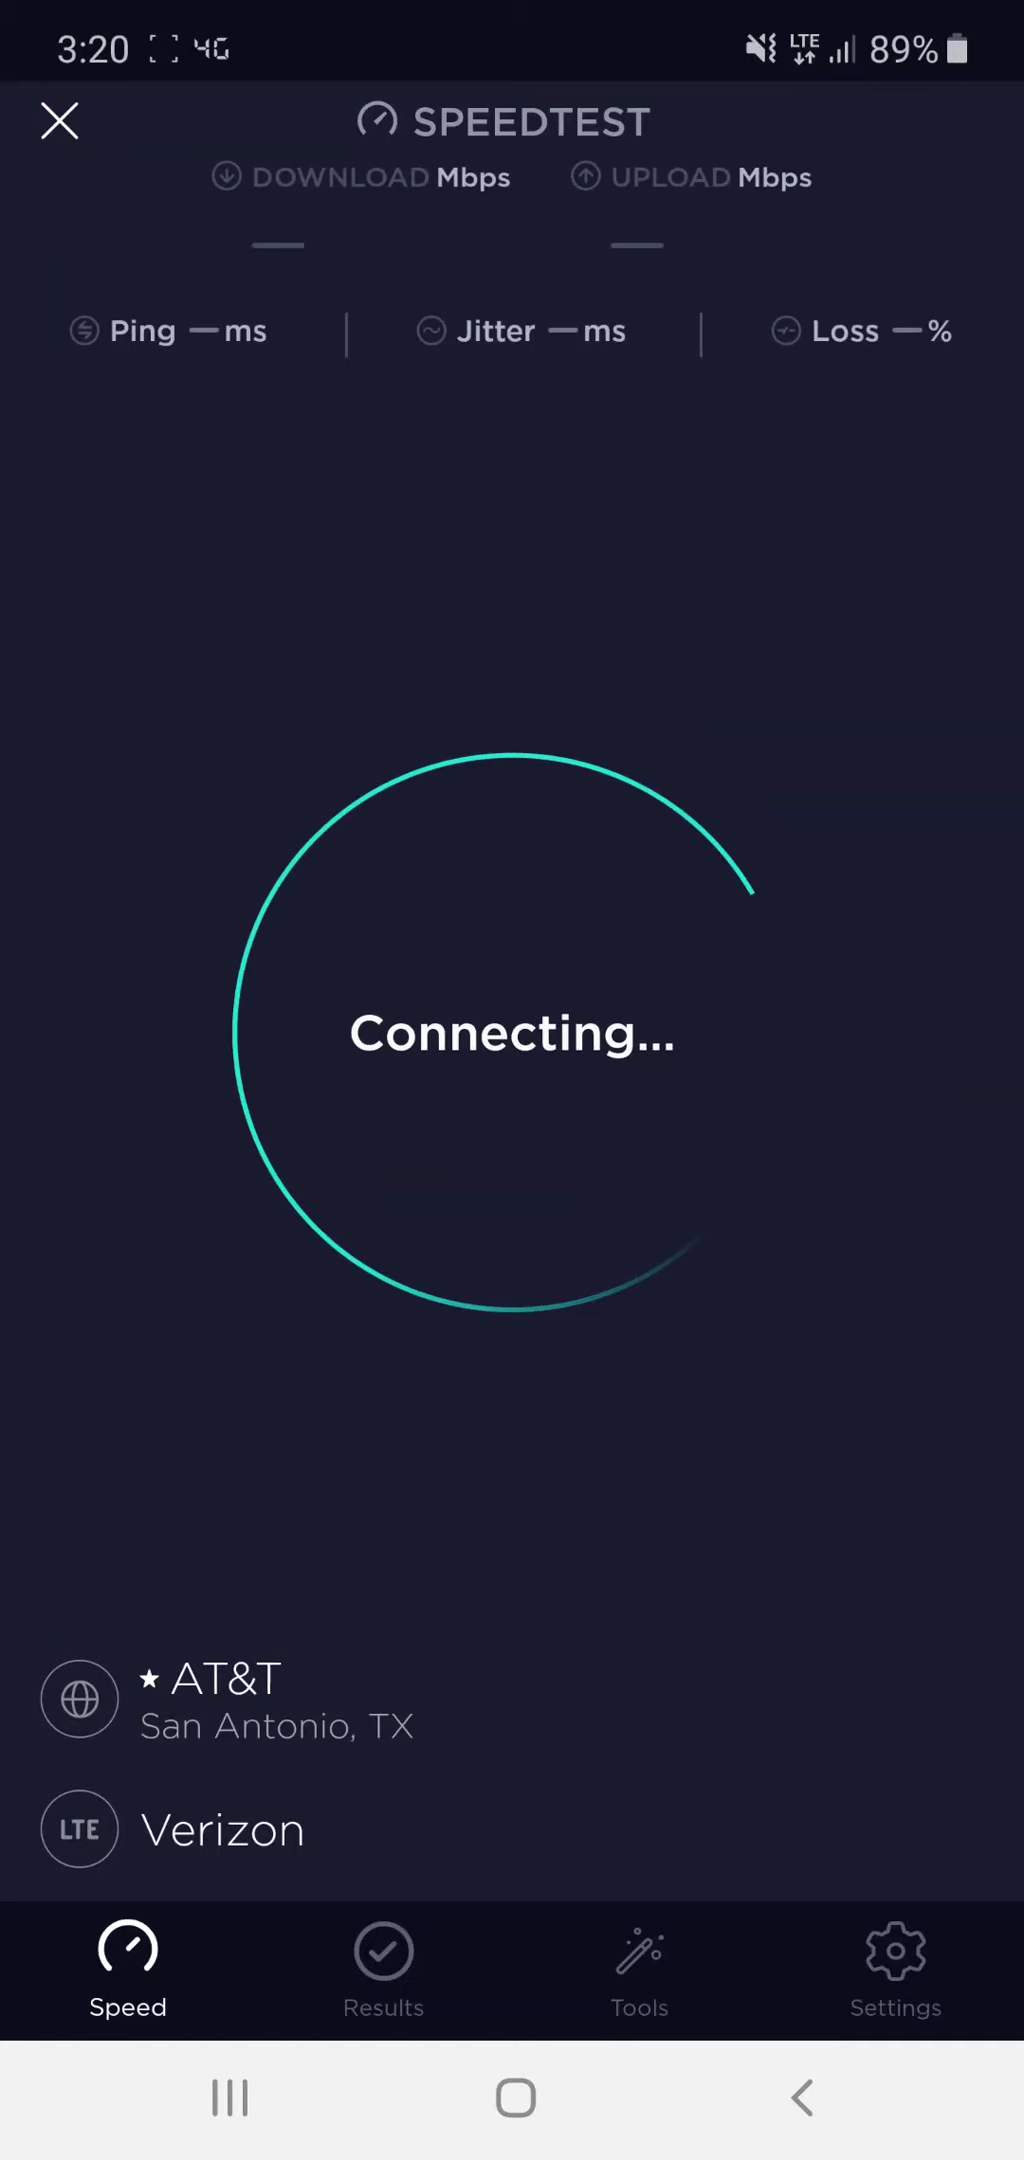 3:20 4G LTE 89%
SPEEDTEST
DOWNLOAD Mbps UPLOAD Mbps
— —
Ping — ms Jitter — ms Loss — %
Connecting...
★ AT&T
San Antonio, TX
LTE Verizon
Speed Results Tools Settings